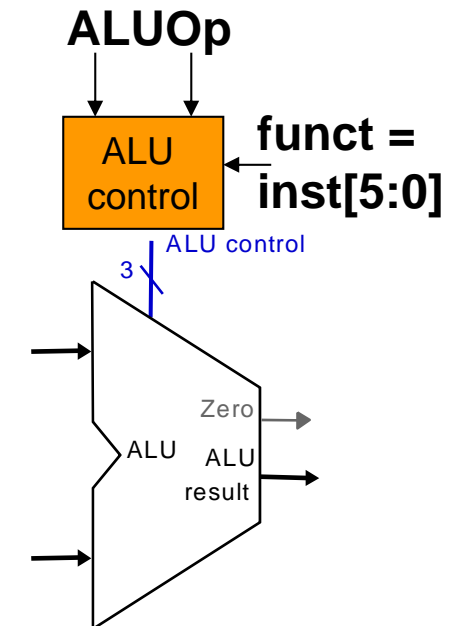 ALUOp
ALU
control
funct =
inst[5:0]
ALU control
3
Zero
ALU
ALU
result